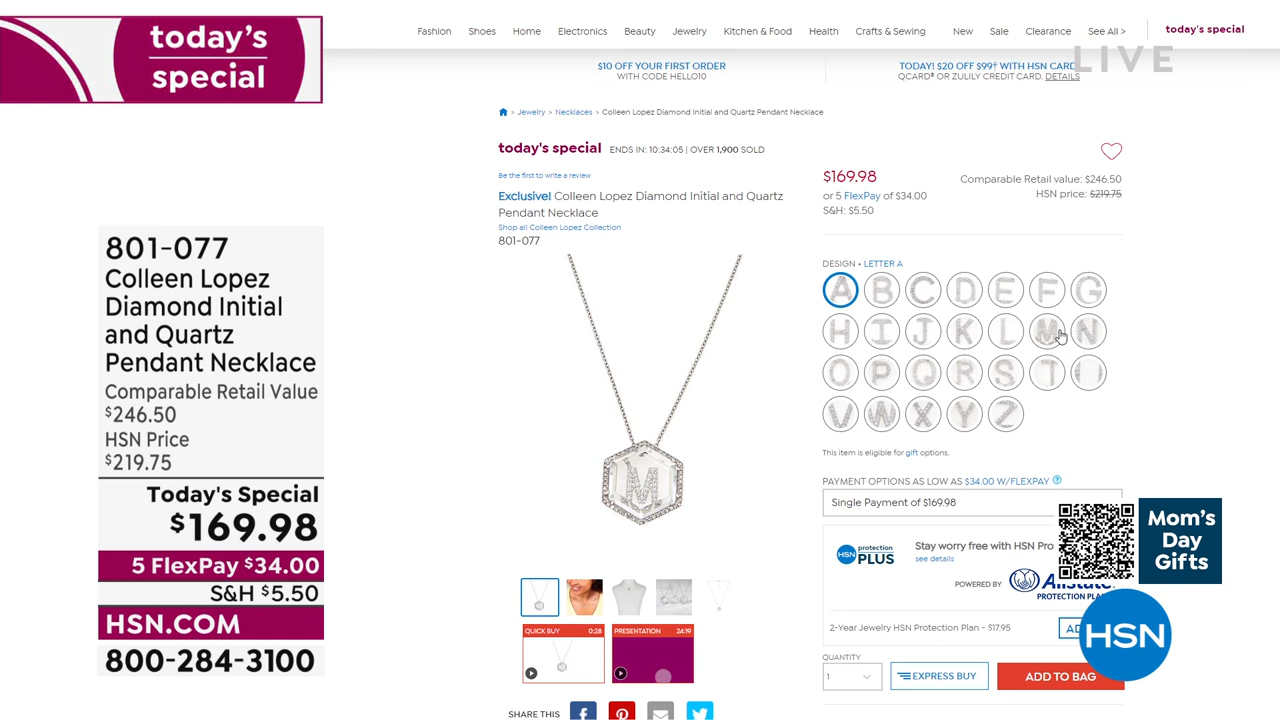 today's
special
Fashion Shoes Home Electronics Beauty Jewelry Kitchen & Food Health Crafts & Sewing New Sale Clearance See All > today's special
LIVE
$10 OFF YOUR FIRST ORDER
WITH CODE HELLO10
TODAY! $20 OFF $99† WITH HSN CARD,
QCARD® OR ZULILY CREDIT CARD. DETAILS
> Jewelry > Necklaces > Colleen Lopez Diamond Initial and Quartz Pendant Necklace
today's special ENDS IN: 10:34:05 | OVER 1,900 SOLD
Be the first to write a review
Exclusive! Colleen Lopez Diamond Initial and Quartz
Pendant Necklace
Shop all Colleen Lopez Collection
801-077
$169.98
or 5 FlexPay of $34.00
S&H: $5.50
Comparable Retail value: $246.50
HSN price: $219.75
DESIGN • LETTER A
A B C D E F G
H I J K L M N
O P Q R S T
V W X Y Z
M
This item is eligible for gift options.
PAYMENT OPTIONS AS LOW AS $34.00 W/FLEXPAY ?
Single Payment of $169.98
HSN protection
PLUS
Stay worry free with HSN Pro
see details
POWERED BY Allstate
PROTECTION PLA
2-Year Jewelry HSN Protection Plan - $17.95
AD
QUANTITY
1
EXPRESS BUY
ADD TO BAG
QUICK BUY 0:28
PRESENTATION 24:19
SHARE THIS
801-077
Colleen Lopez
Diamond Initial
and Quartz
Pendant Necklace
Comparable Retail Value
$246.50
HSN Price
$219.75
Today's Special
$169.98
5 FlexPay $34.00
S&H $5.50
HSN.COM
800-284-3100
Mom's
Day
Gifts
HSN